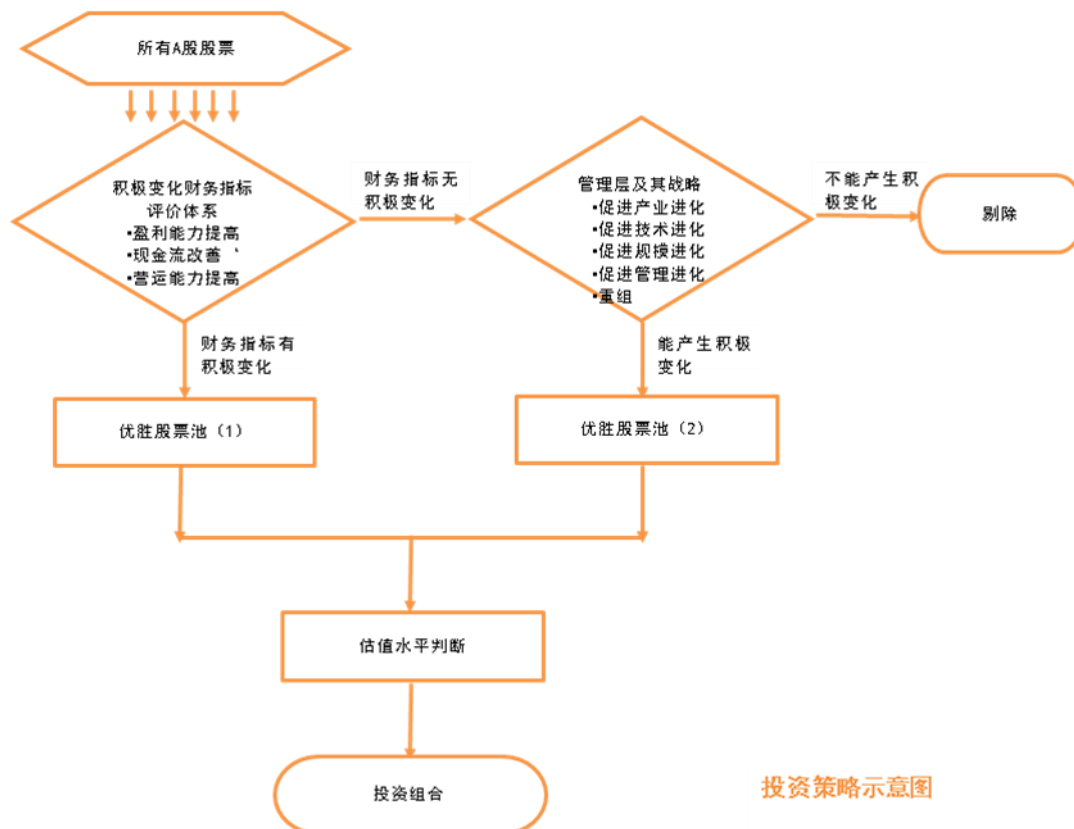 所有A股股票
积极变化财务指标
评价体系
▪盈利能力提高
▪现金流改善 `
▪营运能力提高
财务指标无
积极变化
管理层及其战略
▪促进产业进化
▪促进技术进化
▪促进规模进化
▪促进管理进化
▪重组
不能产生积
极变化
剔除
财务指标有
积极变化
能产生积极
变化
优胜股票池（1）
优胜股票池（2）
估值水平判断
投资组合
投资策略示意图